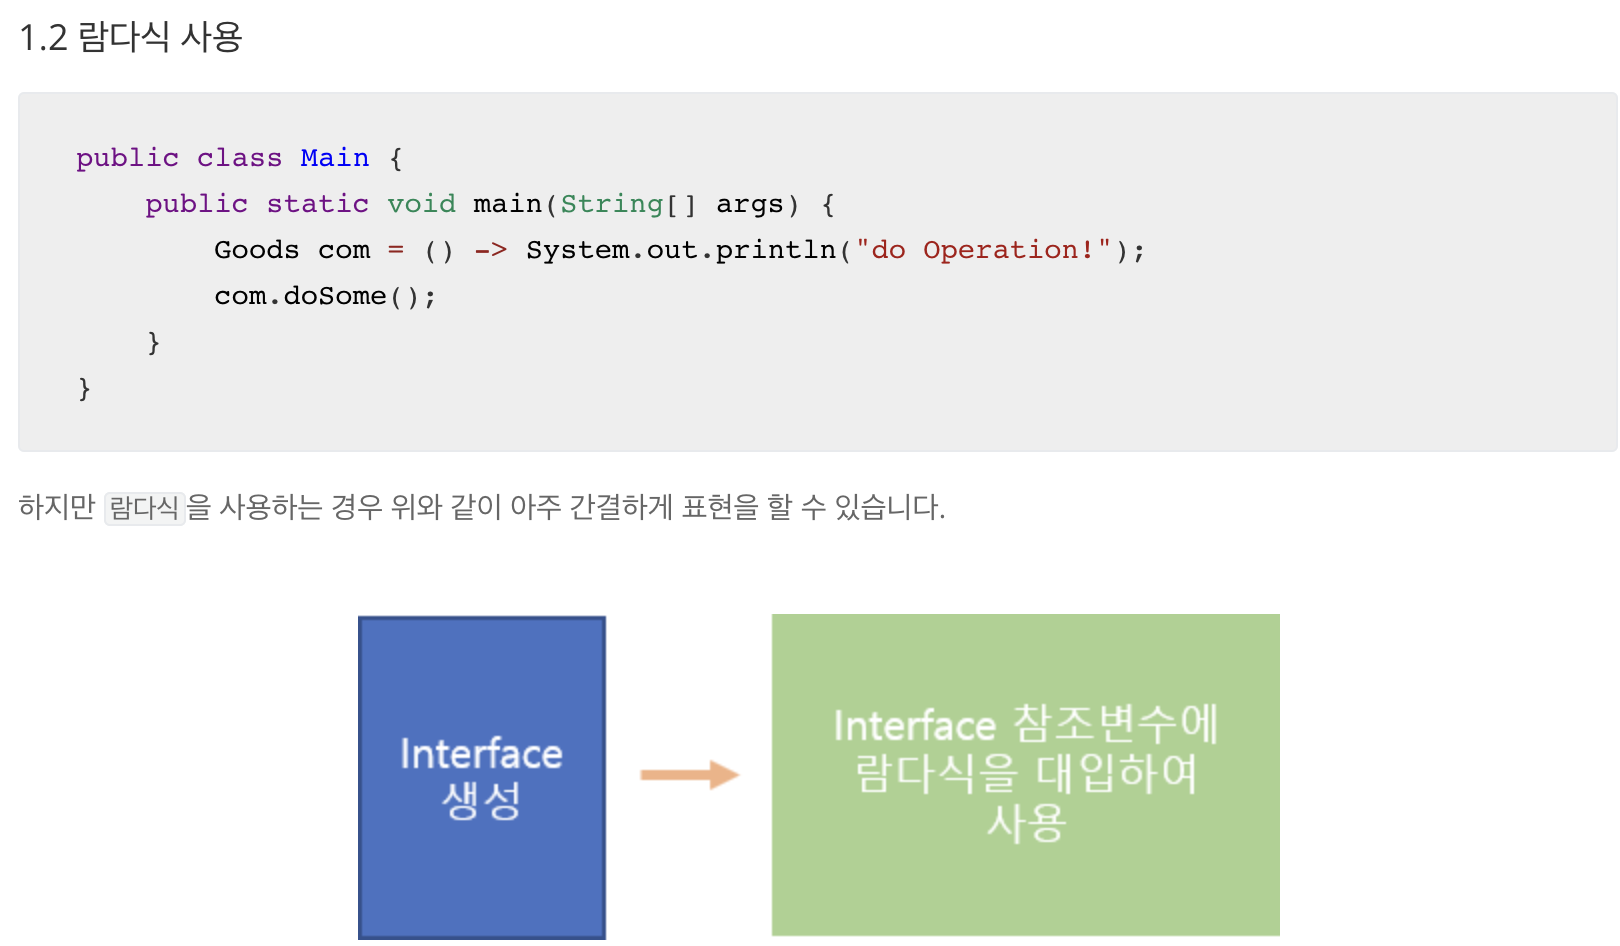 1.2 람다식 사용
public class Main {
public static void main(String[] args) {
Goods com = () -> System.out.println("do Operation!");
com.doSome();
}
}
하지만 람다식을 사용하는 경우 위와 같이 아주 간결하게 표현을 할 수 있습니다.
Interface
생성
Interface 참조변수에
람다식을 대입하여
사용